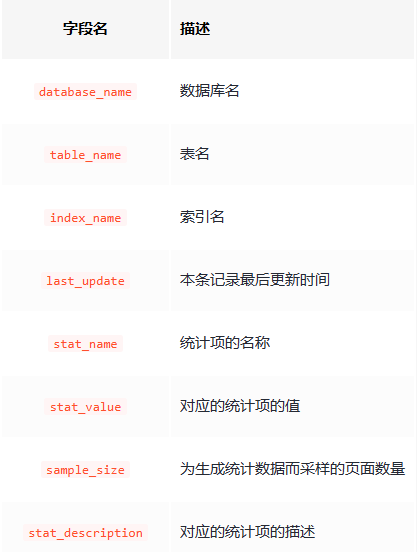 字段名 描述
database_name 数据库名
table_name 表名
index_name 索引名
last_update 本条记录最后更新时间
stat_name 统计项的名称
stat_value 对应的统计项的值
sample_size 为生成统计数据而采样的页面数量
stat_description 对应的统计项的描述